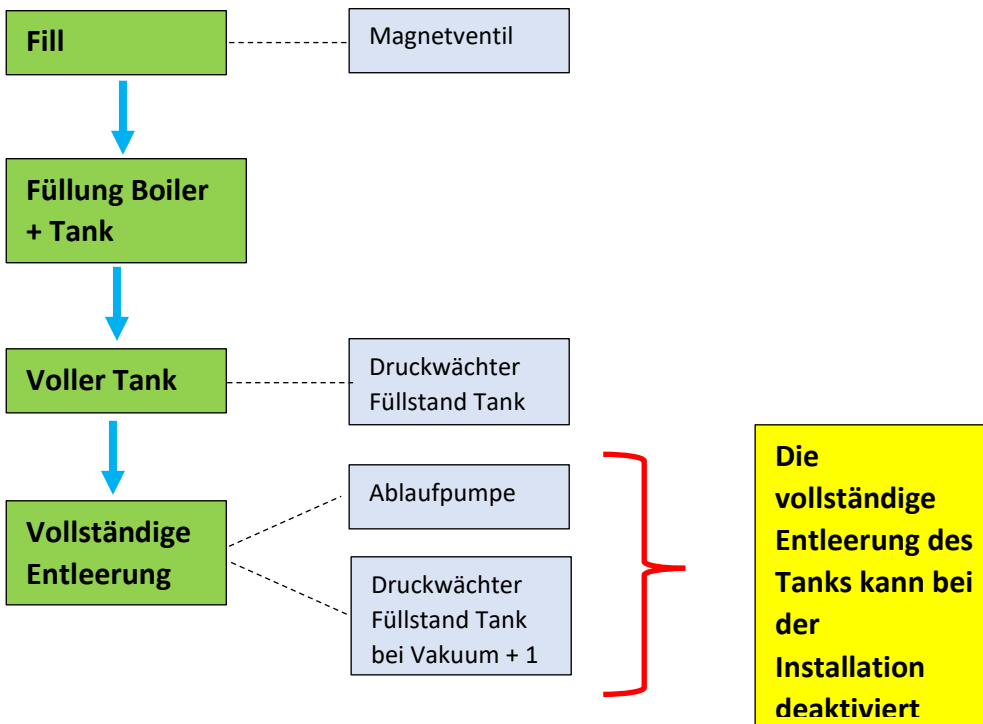 Fill
Magnetventil
Füllung Boiler
+ Tank
Voller Tank
Druckwächter
Füllstand Tank
Vollständige
Entleerung
Ablaufpumpe
Druckwächter
Füllstand Tank
bei Vakuum + 1
Die
vollständige
Entleerung des
Tanks kann bei
der
Installation
deaktiviert